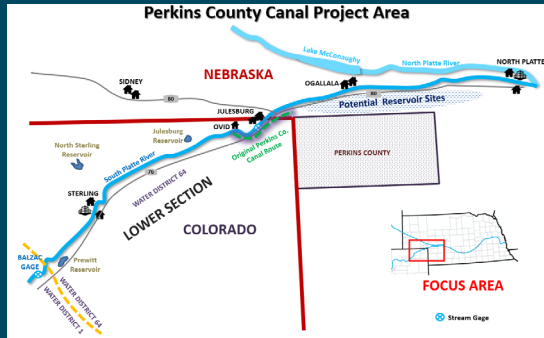 Perkins County Canal Project Area
Lake McConaughy
North Platte River
NORTH PLATTE
NEBRASKA
SIDNEY
OGALLALA
80
80
Potential Reservoir Sites
JULESBURG
OVID
Julesburg
Reservoir
Original Perkins Co.
Canal Route
North Sterling
Reservoir
South Platte River
PERKINS COUNTY
76
WATER DISTRICT 64
STERLING
LOWER SECTION
COLORADO
BALZAC
GAGE
Prewitt
Reservoir
WATER DISTRICT 64
WATER DISTRICT 1
FOCUS AREA
Stream Gage